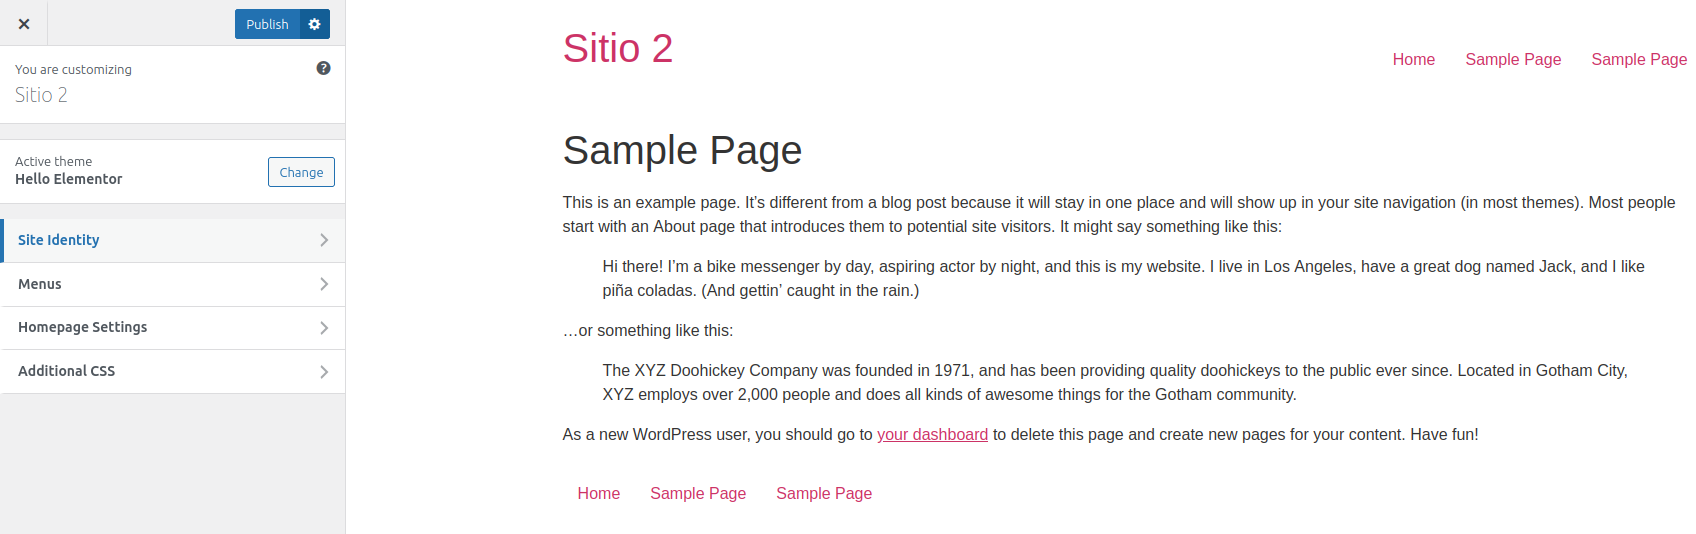 Publish
You are customizing
Sitio 2
Active theme
Hello Elementor
Change
Site Identity
Menus
Homepage Settings
Additional CSS
Sitio 2
Home Sample Page Sample Page
Sample Page
This is an example page. It’s different from a blog post because it will stay in one place and will show up in your site navigation (in most themes). Most people
start with an About page that introduces them to potential site visitors. It might say something like this:
Hi there! I’m a bike messenger by day, aspiring actor by night, and this is my website. I live in Los Angeles, have a great dog named Jack, and I like
piña coladas. (And gettin’ caught in the rain.)
…or something like this:
The XYZ Doohickey Company was founded in 1971, and has been providing quality doohickeys to the public ever since. Located in Gotham City,
XYZ employs over 2,000 people and does all kinds of awesome things for the Gotham community.
As a new WordPress user, you should go to your dashboard to delete this page and create new pages for your content. Have fun!
Home Sample Page Sample Page